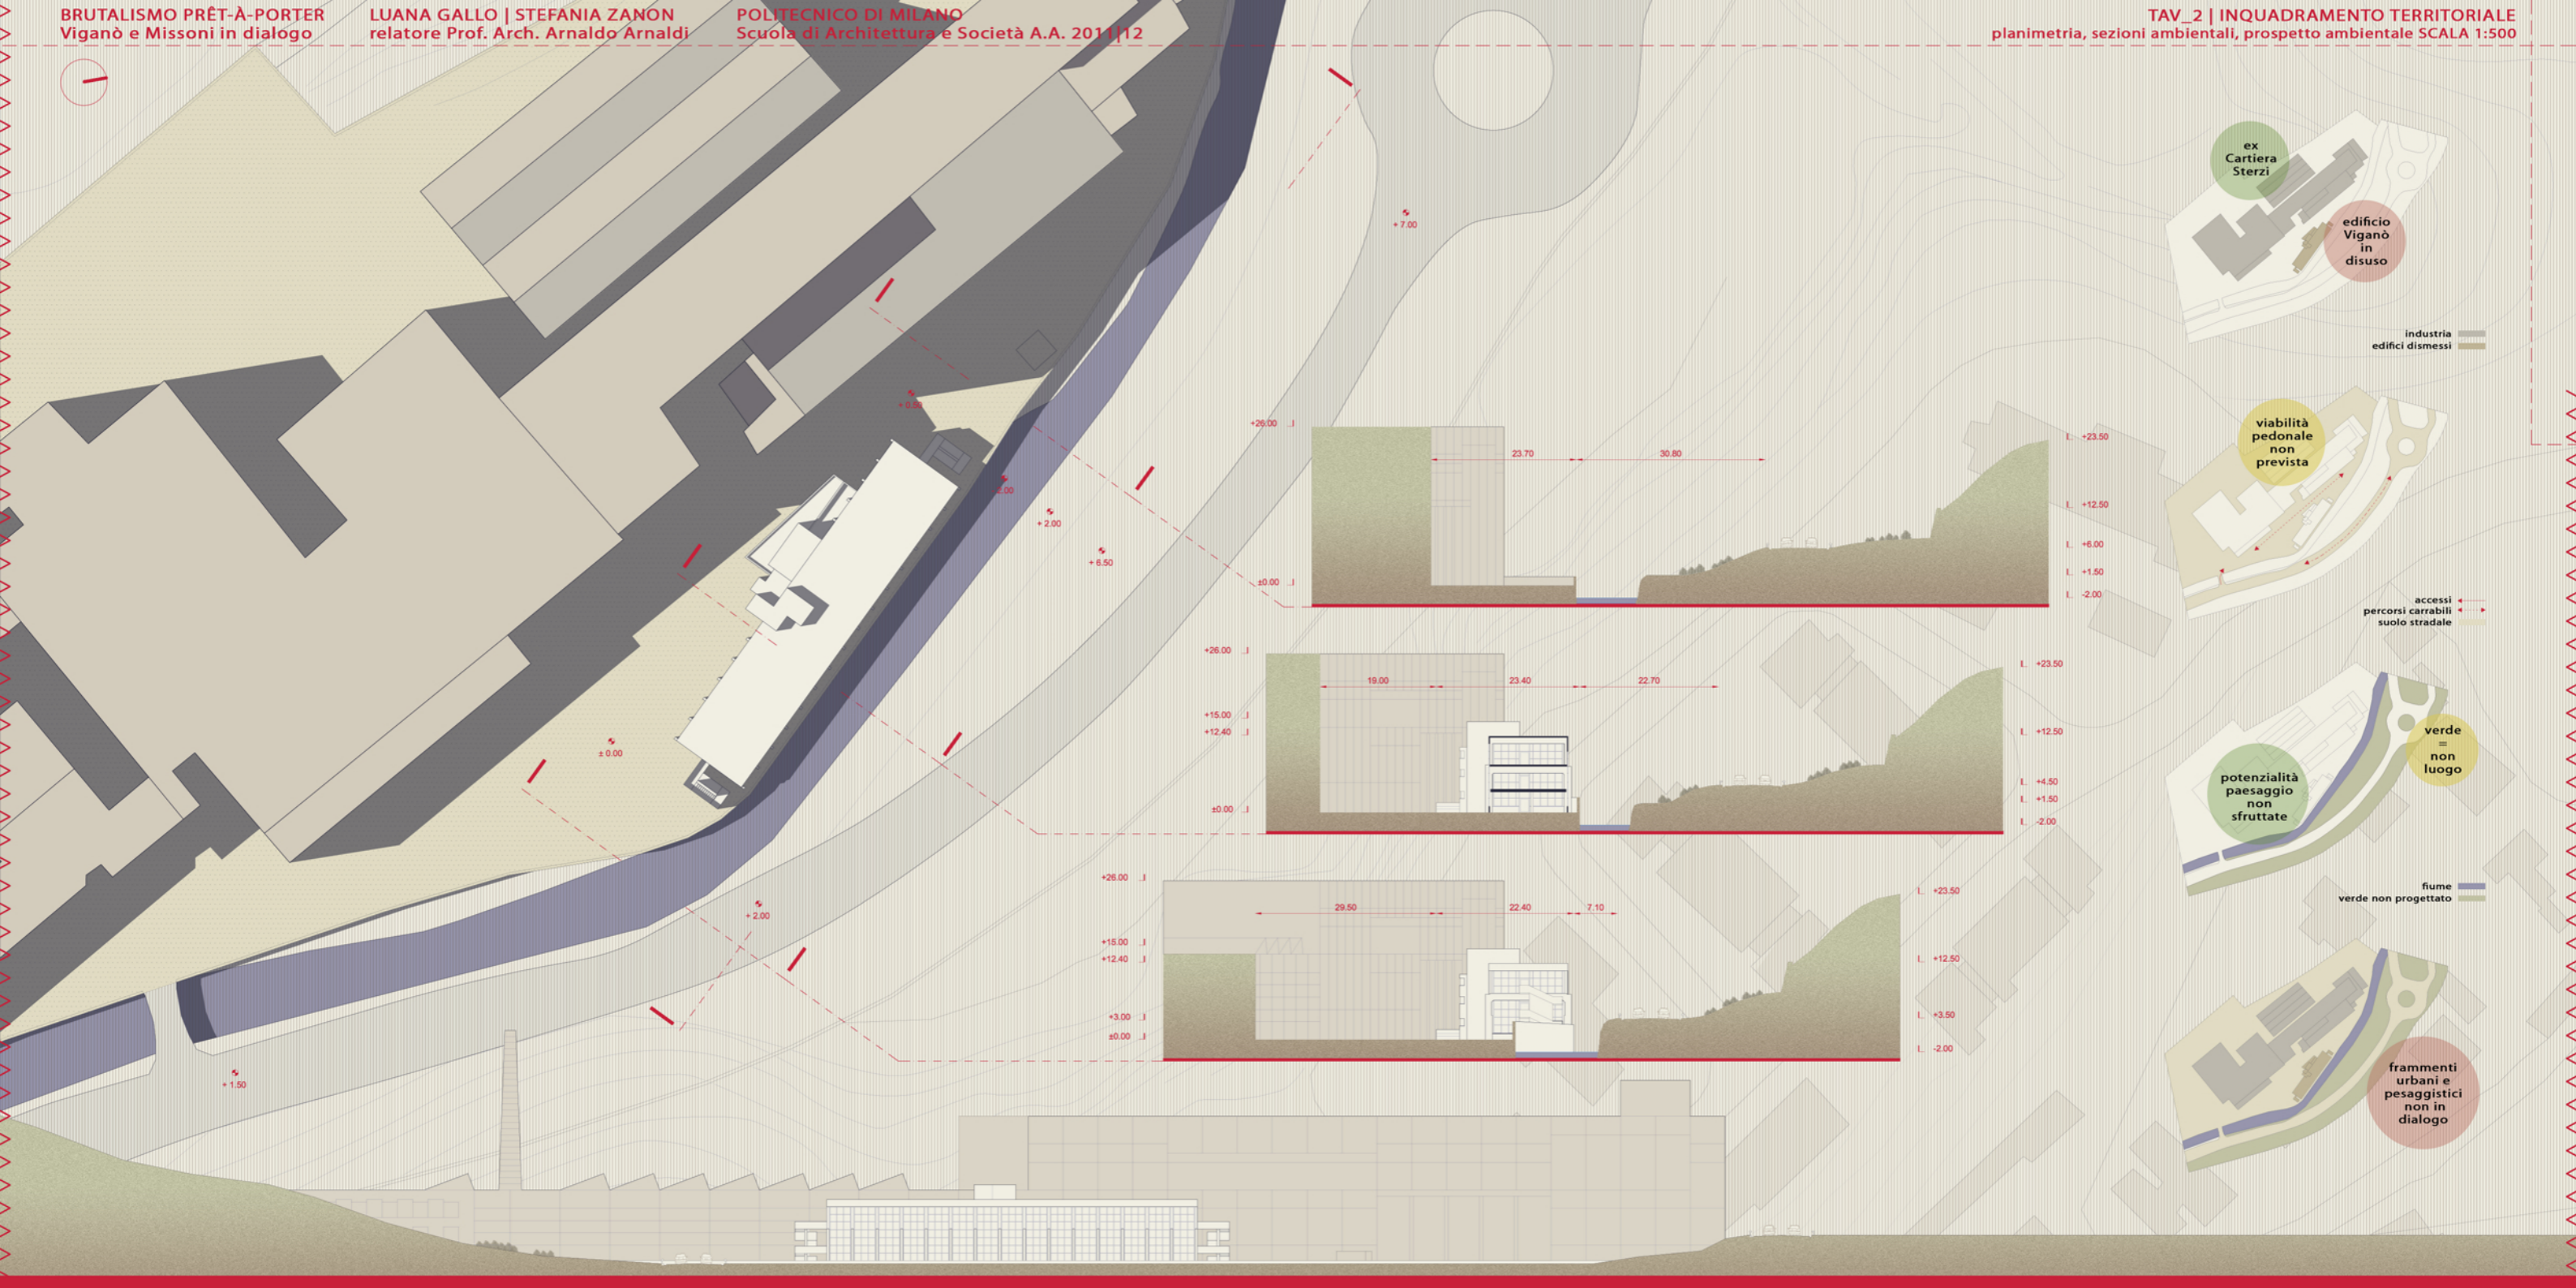 BRUTALISMO PRÊT-À-PORTER
Viganò e Missoni in dialogo
LUANA GALLO | STEFANIA ZANON
relatore Prof. Arch. Arnaldo Arnaldi
POLITECNICO DI MILANO
Scuola di Architettura e Società A.A. 2011|12
TAV_2 | INQUADRAMENTO TERRITORIALE
planimetria, sezioni ambientali, prospetto ambientale SCALA 1:500
+ 7.00
+ 0.50
2.00
+ 2.00
+ 6.50
± 0.00
+ 2.00
+ 1.50
+26.00
±0.00
23.70
30.80
+23.50
+12.50
+6.00
+1.50
-2.00
+26.00
+15.00
+12.40
±0.00
19.00
23.40
22.70
+23.50
+12.50
+4.50
+1.50
-2.00
+26.00
+15.00
+12.40
+3.00
±0.00
29.50
22.40
7.10
+23.50
+12.50
+3.50
-2.00
ex
Cartiera
Sterzi
edificio
Viganò
in
disuso
industria
edifici dismessi
viabilità
pedonale
non
prevista
accessi
percorsi carrabili
suolo stradale
verde
=
non
luogo
potenzialità
paesaggio
non
sfruttate
fiume
verde non progettato
frammenti
urbani e
pesaggistici
non in
dialogo